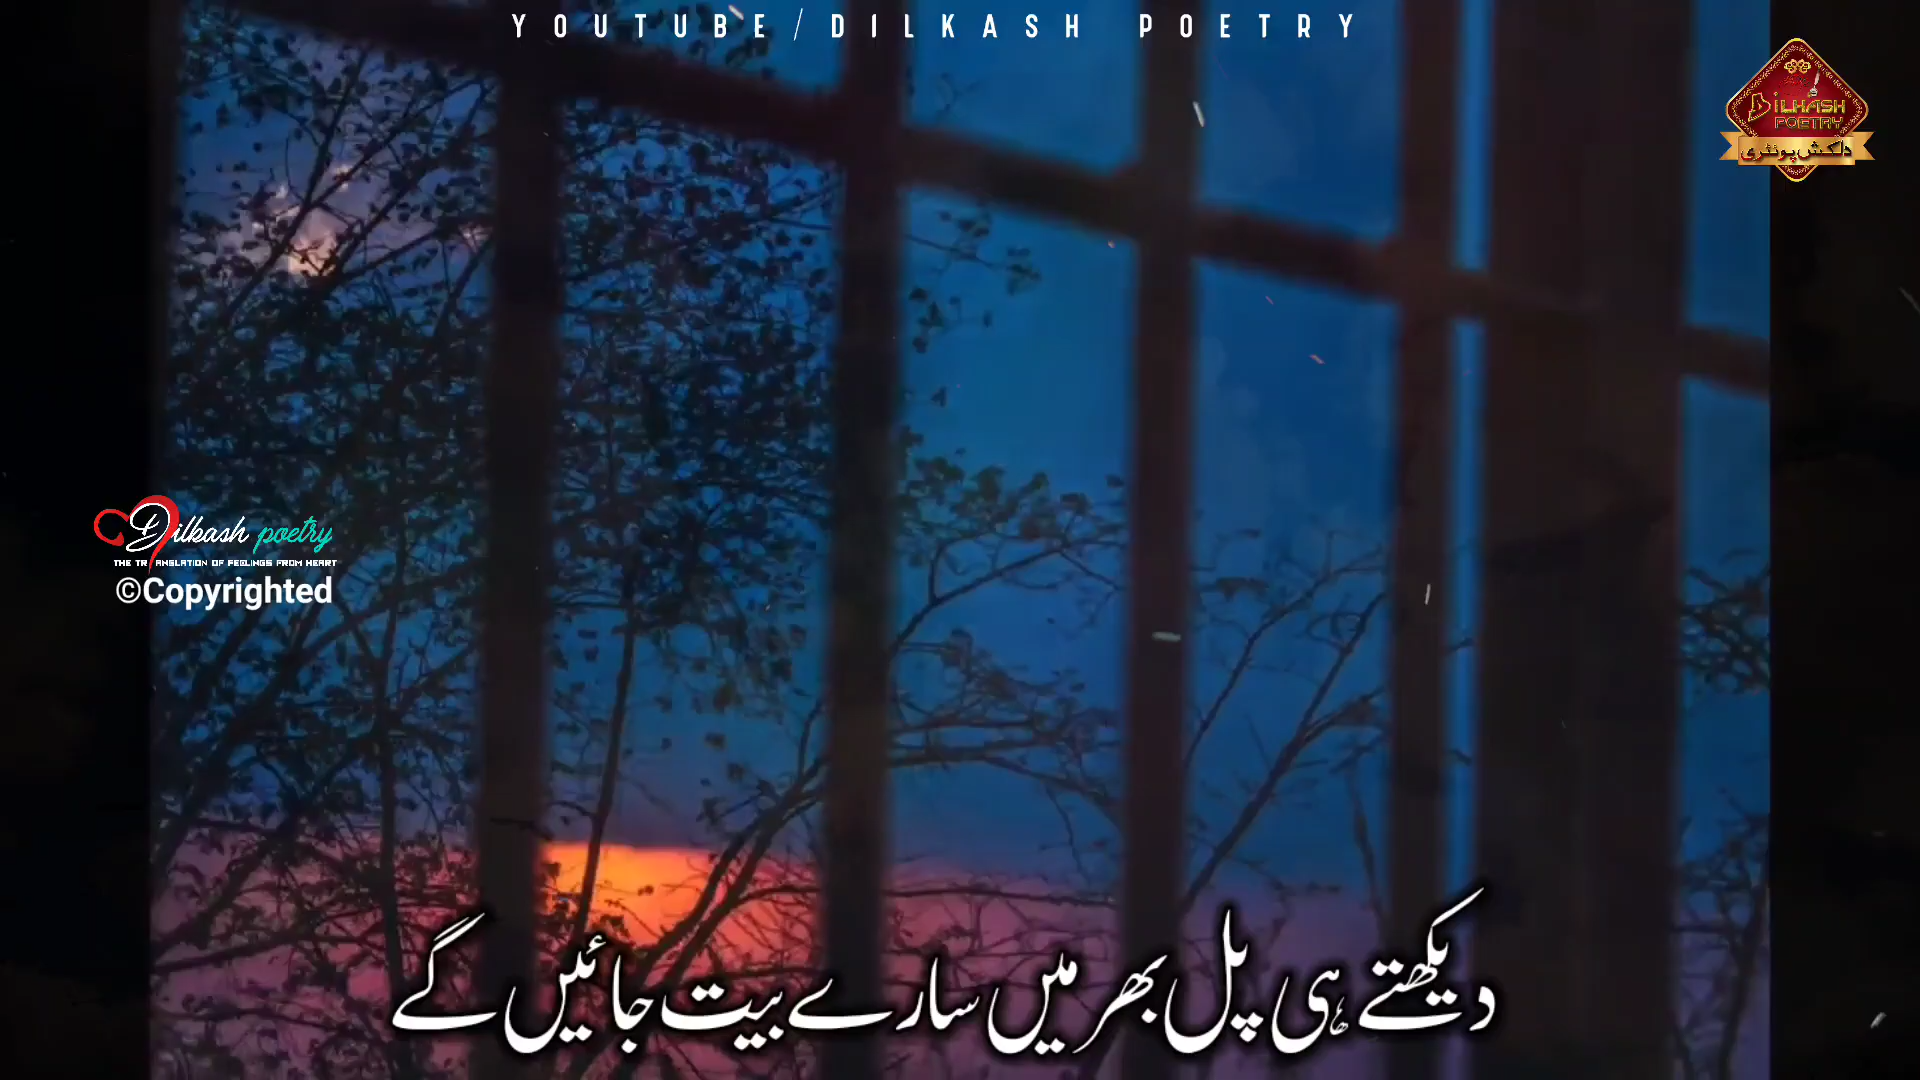 YOUTUBE/DILKASH POETRY
DILKASH
POETRY
دلکش پوئٹری
Dilkash poetry
THE TRANSLATION OF FEELINGS FROM HEART
©Copyrighted
دیکھتے ہی پل بھر میں سارے بیت جائیں گے